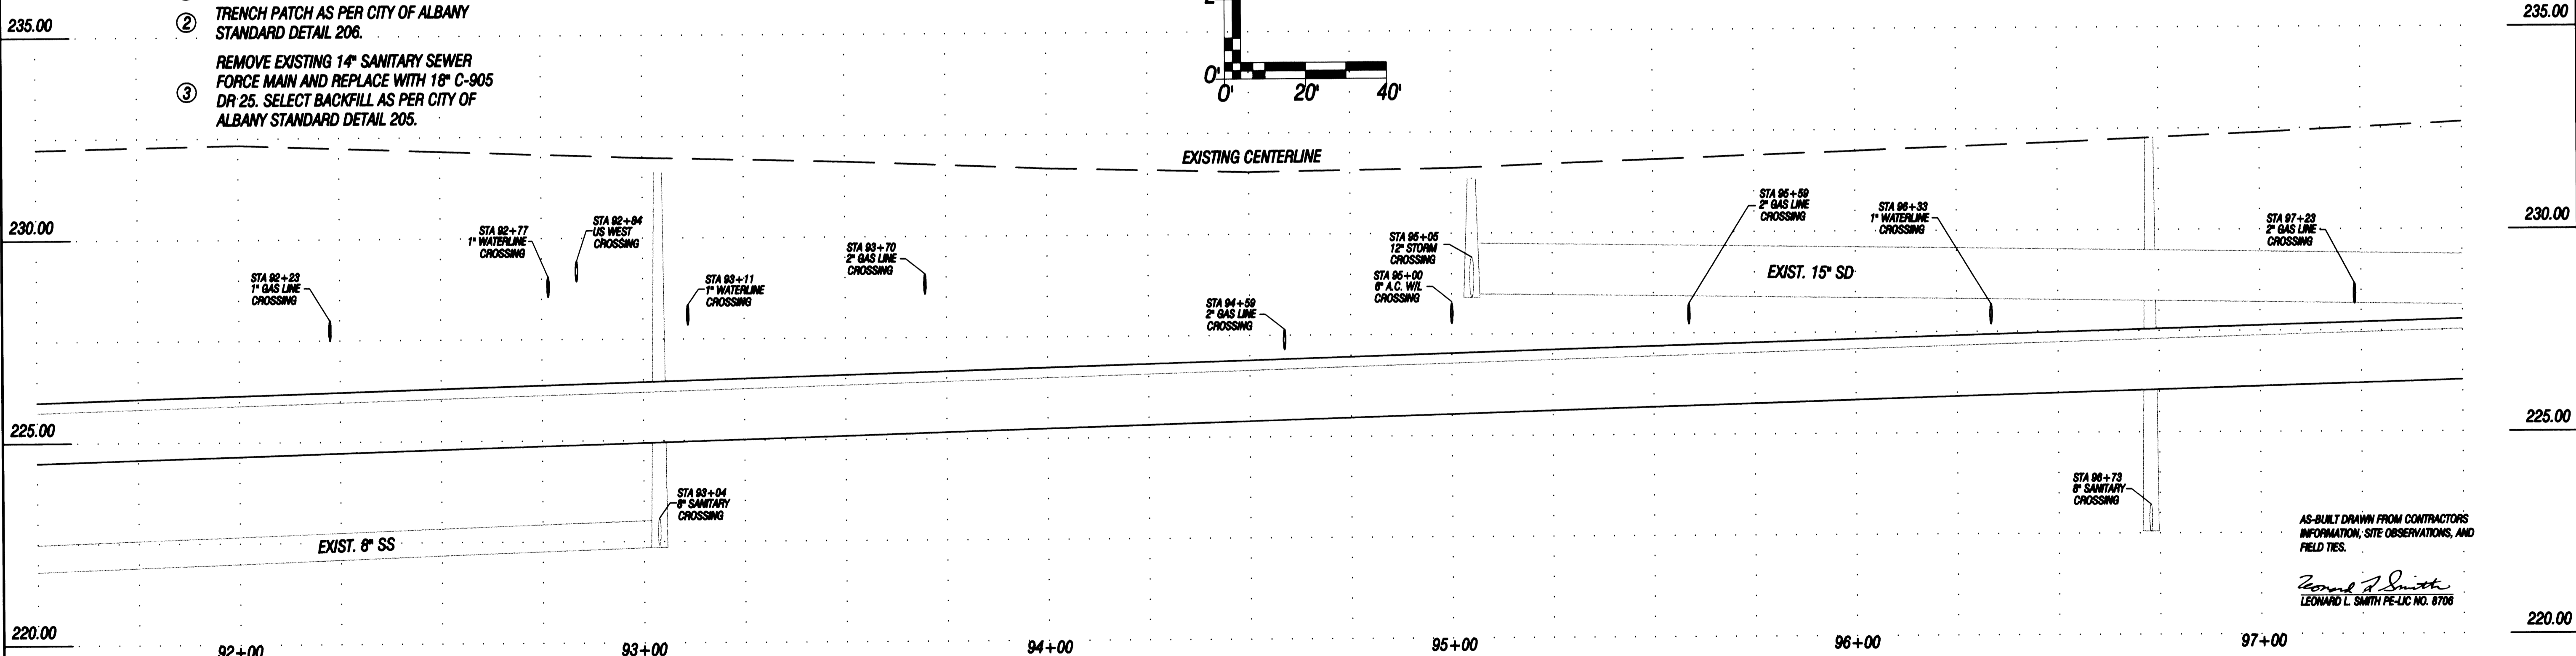 ② TRENCH PATCH AS PER CITY OF ALBANY
STANDARD DETAIL 206.
REMOVE EXISTING 14" SANITARY SEWER
FORCE MAIN AND REPLACE WITH 18" C-905
③ DR 25. SELECT BACKFILL AS PER CITY OF
ALBANY STANDARD DETAIL 205.
235.00
235.00
0'
0' 20' 40'
EXISTING CENTERLINE
230.00
230.00
STA 92+23
1" GAS LINE
CROSSING
STA 92+77
1" WATERLINE
CROSSING
STA 92+84
US WEST
CROSSING
STA 93+11
1" WATERLINE
CROSSING
STA 93+70
2" GAS LINE
CROSSING
STA 94+59
2" GAS LINE
CROSSING
STA 95+05
12" STORM
CROSSING
STA 95+00
6" A.C. W/L
CROSSING
STA 95+59
2" GAS LINE
CROSSING
EXIST. 15" SD
STA 96+33
1" WATERLINE
CROSSING
STA 97+23
2" GAS LINE
CROSSING
225.00
225.00
STA 93+04
8" SANITARY
CROSSING
EXIST. 8" SS
STA 96+73
8" SANITARY
CROSSING
AS-BUILT DRAWN FROM CONTRACTORS
INFORMATION, SITE OBSERVATIONS, AND
FIELD TIES.
Leonard L Smith
LEONARD L. SMITH PE-LIC NO. 8706
220.00
220.00
92+00 93+00 94+00 95+00 96+00 97+00